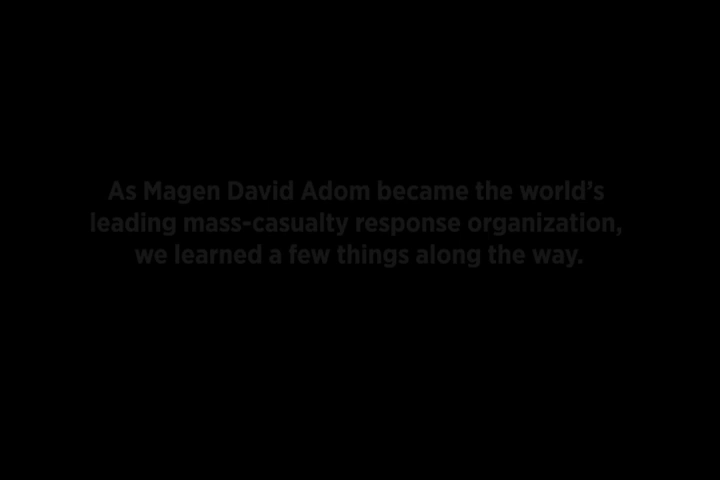 As Magen David Adom became the world’s
leading mass-casualty response organization,
we learned a few things along the way.